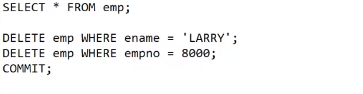 SELECT * FROM emp;
DELETE emp WHERE ename = 'LARRY';
DELETE emp WHERE empno = 8000;
COMMIT;